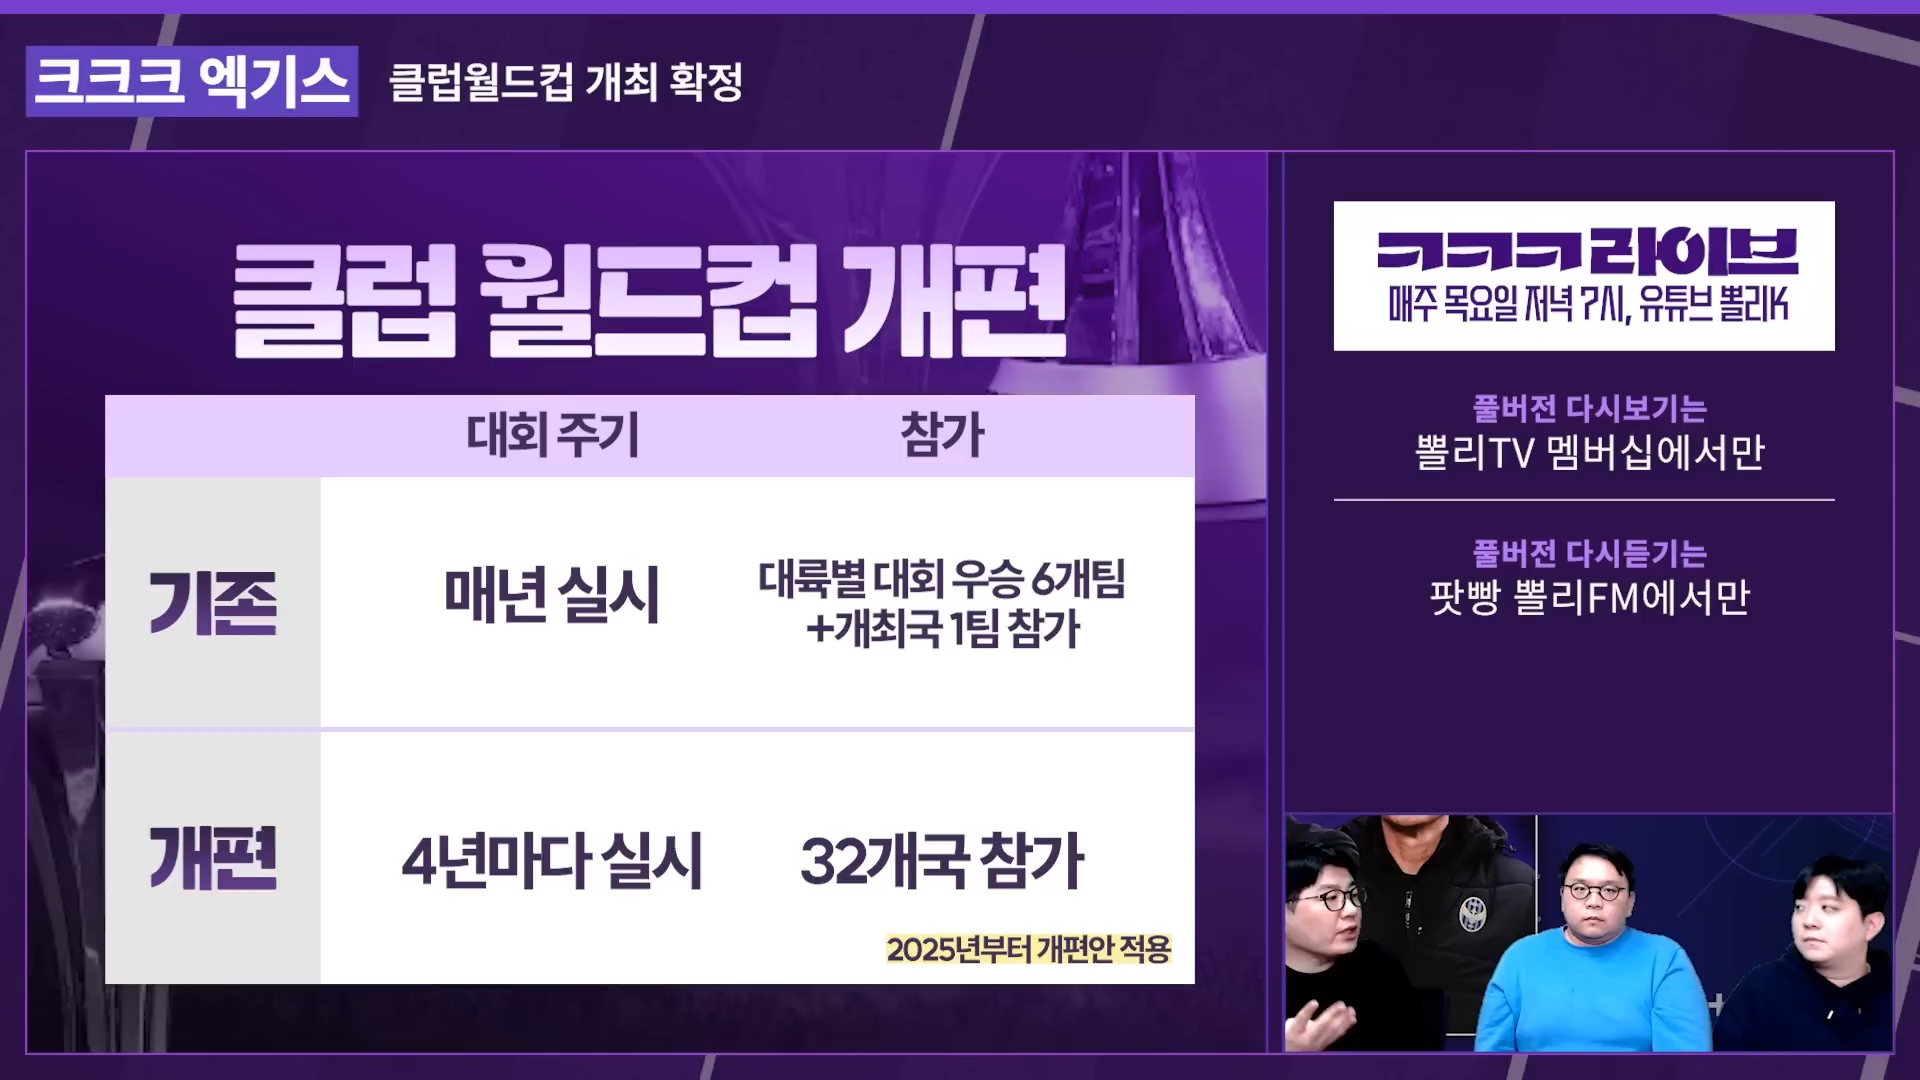 크크크 엑기스
클럽월드컵 개최 확정
클럽 월드컵 개편
대회 주기
참가
기존
매년 실시
대륙별 대회 우승 6개팀
+개최국 1팀 참가
개편
4년마다 실시
32개국 참가
2025년부터 개편안 적용
ㅋㅋㅋ라이브
매주 목요일 저녁 7시, 유튜브 뽈리K
풀버전 다시보기는
뽈리TV 멤버십에서만
풀버전 다시듣기는
팟빵 뽈리FM에서만